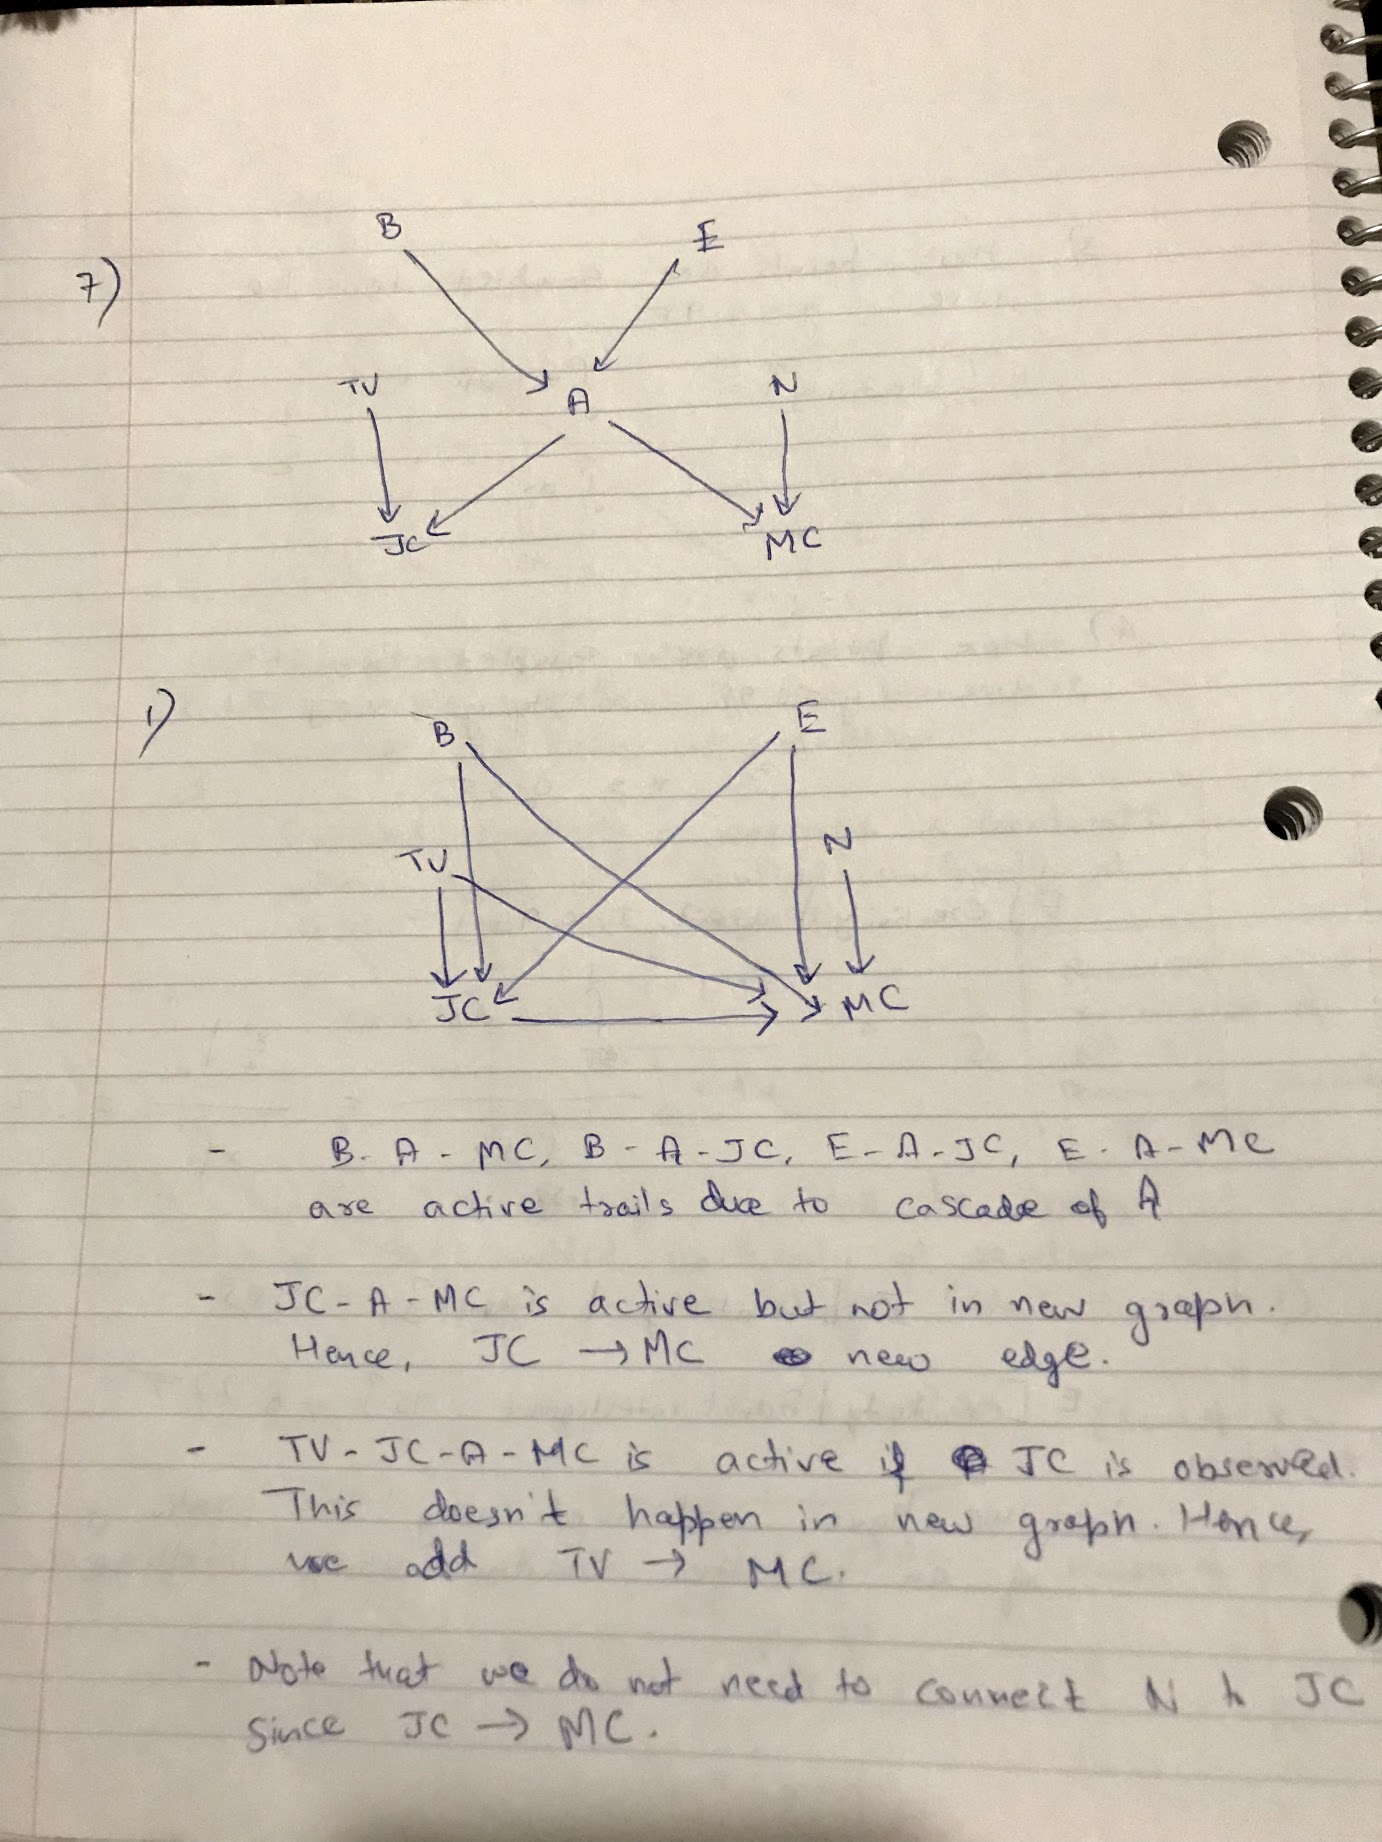 7)
B
E
TV
A
N
JC
MC
1)
B
E
TV
N
JC
MC
- B - A - MC, B - A - JC, E - A - JC, E - A - MC
are active trails due to cascade of A
- JC - A - MC is active but not in new graph.
Hence, JC → MC new edge.
- TV - JC - A - MC is active if JC is observed.
This doesn't happen in new graph. Hence,
we add TV → MC.
- Note that we do not need to connect N to JC
since JC → MC.